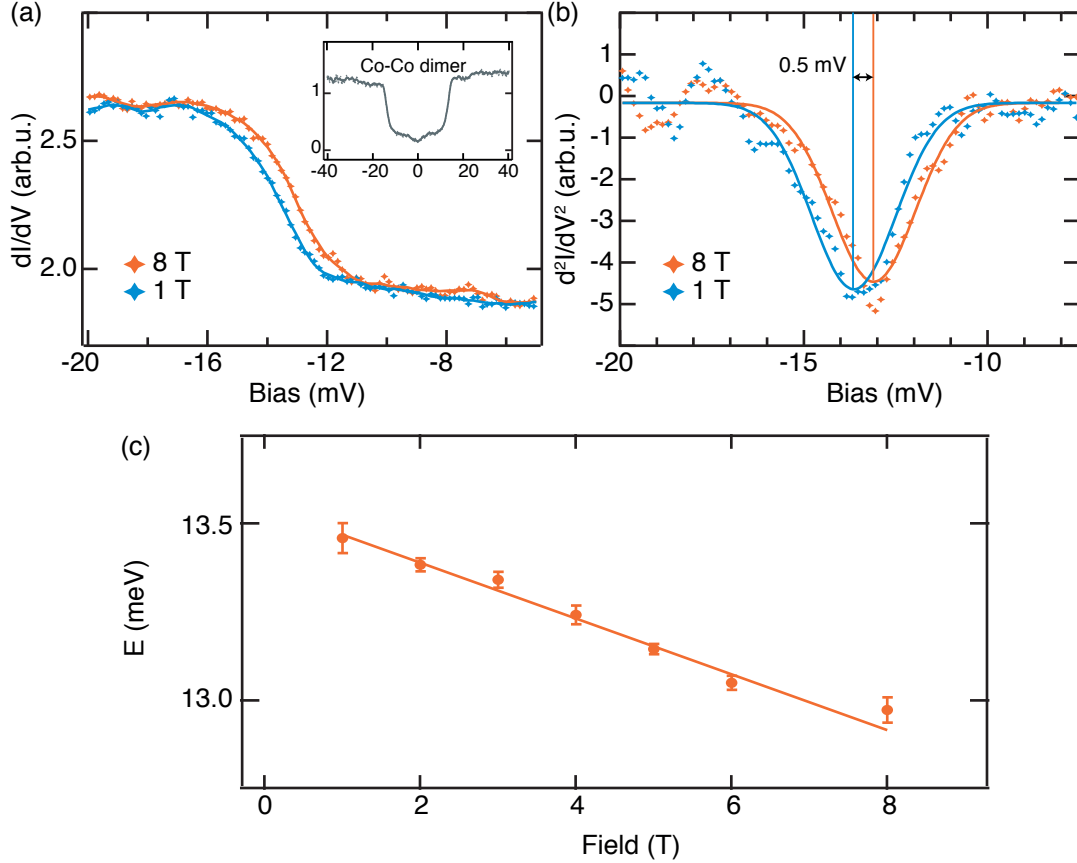 (a)
dI/dV (arb.u.)
2.5
2.0
8 T
1 T
-20
-16
-12
-8
Bias (mV)
Co-Co dimer
1
0
-40
-20
0
20
40
(b)
d²I/dV² (arb.u.)
1
0
-1
-2
-3
-4
-5
0.5 mV
8 T
1 T
-20
-15
-10
Bias (mV)
(c)
E (meV)
13.5
13.0
0
2
4
6
8
Field (T)